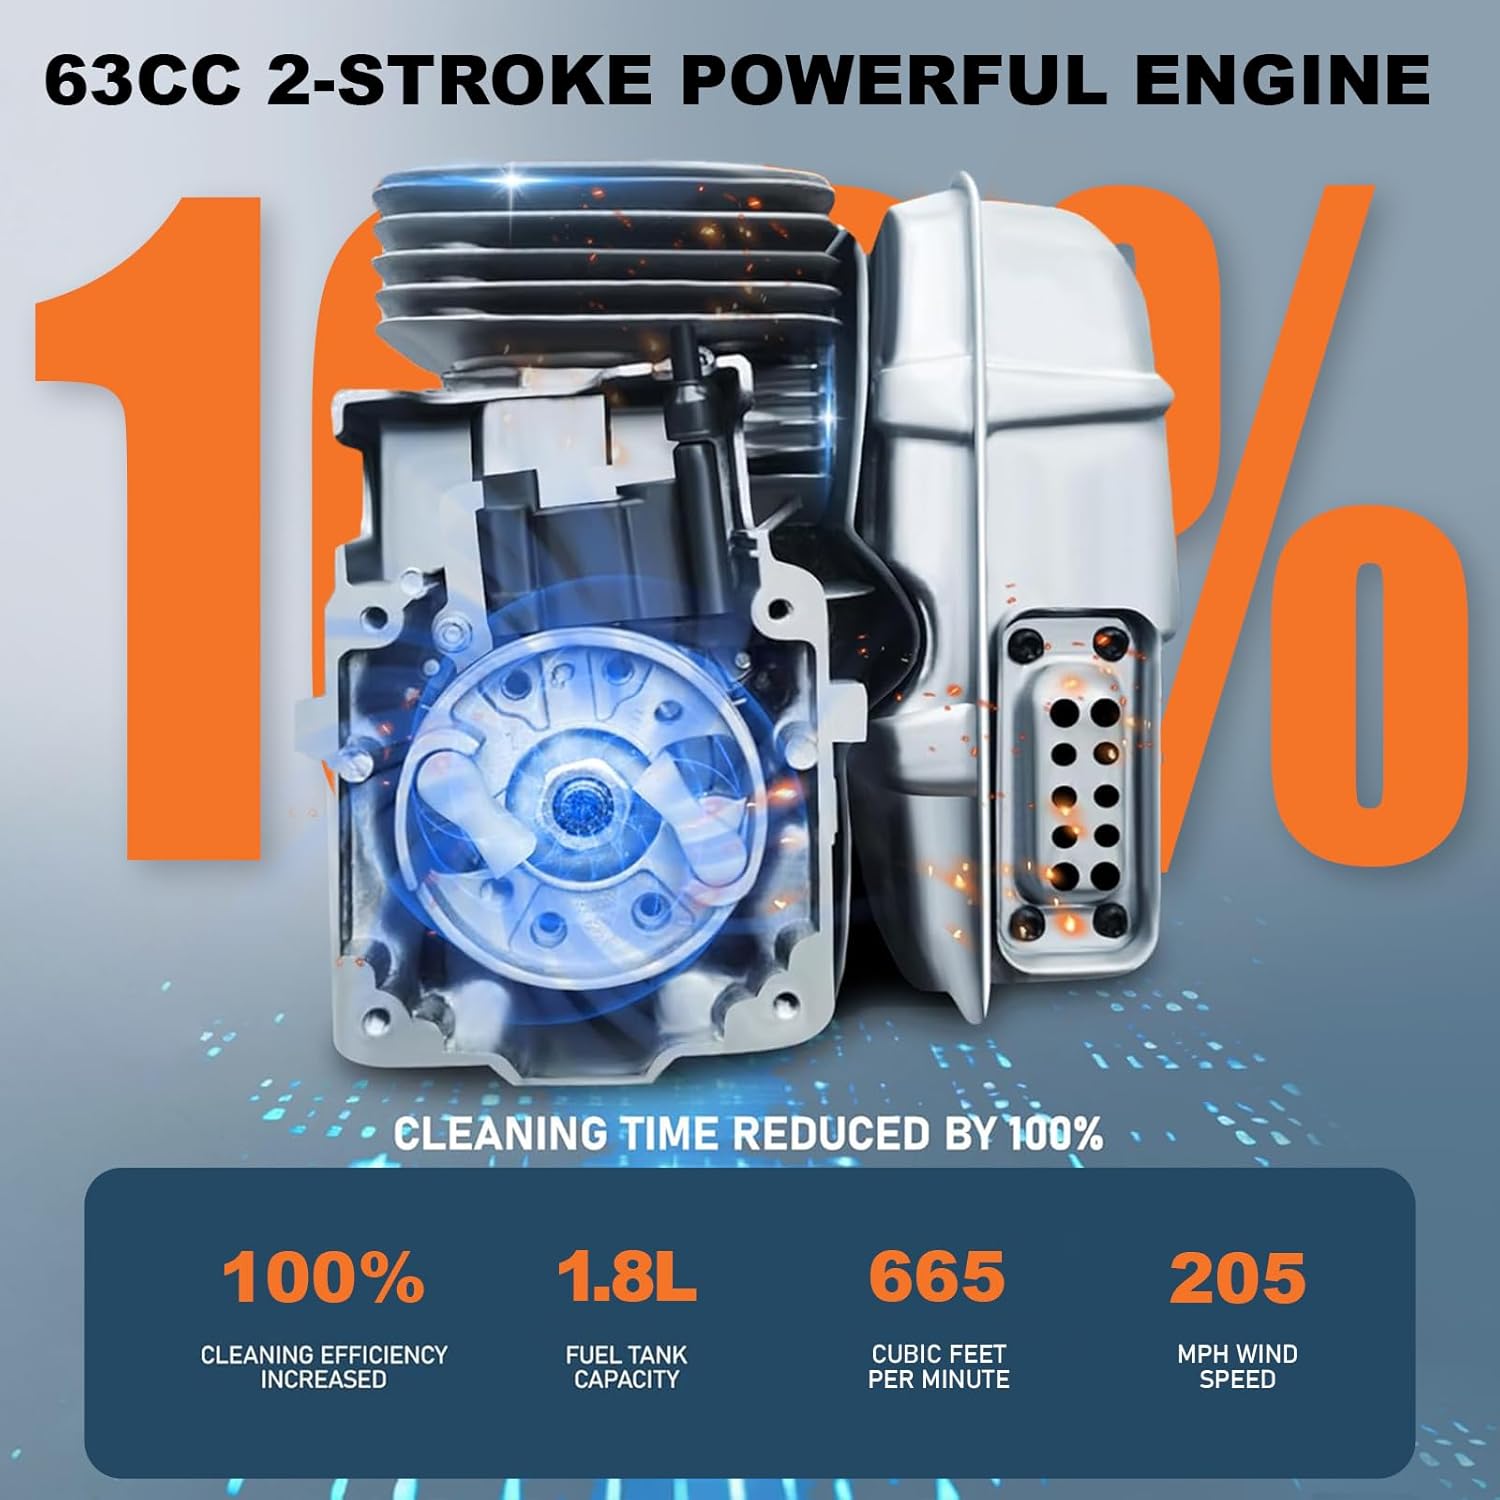 63CC 2-STROKE POWERFUL ENGINE
100%
CLEANING TIME REDUCED BY 100%
100%
CLEANING EFFICIENCY
INCREASED
1.8L
FUEL TANK
CAPACITY
665
CUBIC FEET
PER MINUTE
205
MPH WIND
SPEED